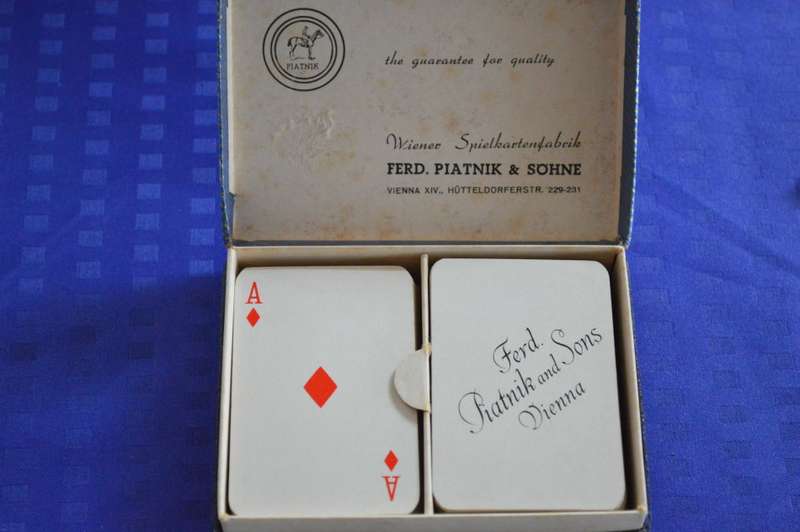 PIATNIK
the guarantee for quality
Wiener Spielkartenfabrik
FERD. PIATNIK & SÖHNE
VIENNA XIV., HÜTTELDORFERSTR. 229-231
A
A
Ferd.
Piatnik and Sons
Vienna